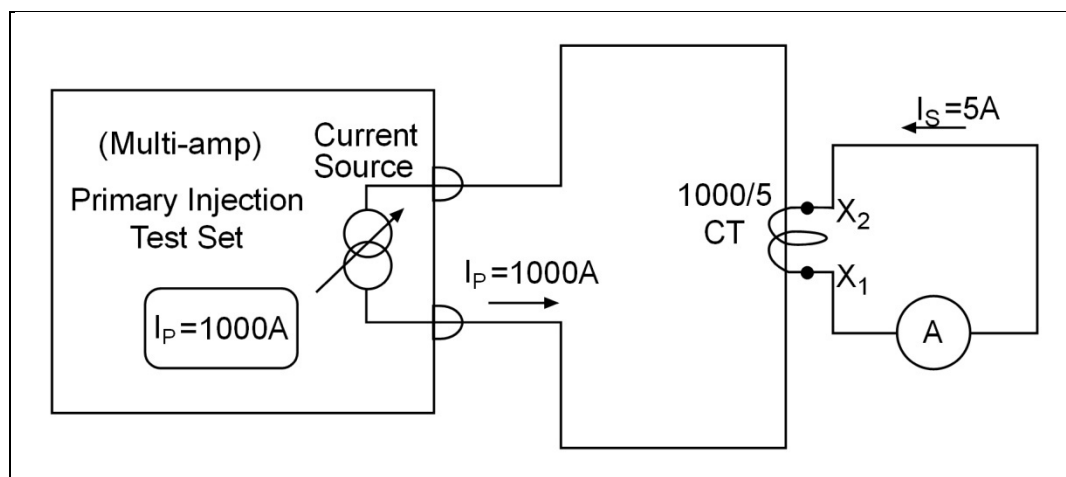 (Multi-amp)
Primary Injection
Test Set
Current
Source
Iₚ=1000A
Iₚ=1000A
1000/5
CT
Iₛ=5A
X₂
X₁
A